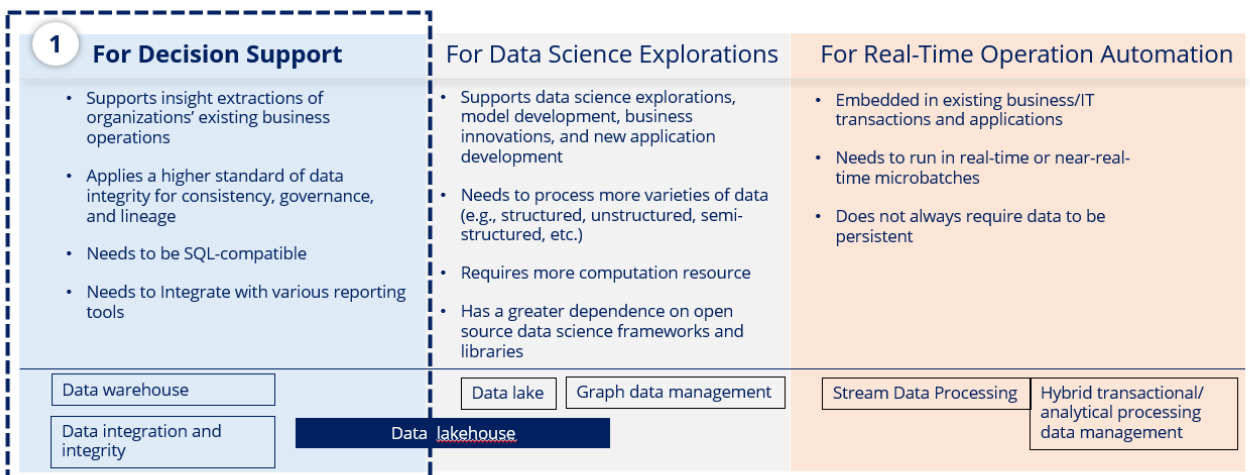 1
For Decision Support
• Supports insight extractions of
organizations' existing business
operations
• Applies a higher standard of data
integrity for consistency, governance,
and lineage
• Needs to be SQL-compatible
• Needs to Integrate with various reporting
tools
Data warehouse
Data integration and
integrity
Data lakehouse
For Data Science Explorations
• Supports data science explorations,
model development, business
innovations, and new application
development
• Needs to process more varieties of data
(e.g., structured, unstructured, semi-
structured, etc.)
• Requires more computation resource
• Has a greater dependence on open
source data science frameworks and
libraries
Data lake
Graph data management
For Real-Time Operation Automation
• Embedded in existing business/IT
transactions and applications
• Needs to run in real-time or near-real-
time microbatches
• Does not always require data to be
persistent
Stream Data Processing
Hybrid transactional/
analytical processing
data management